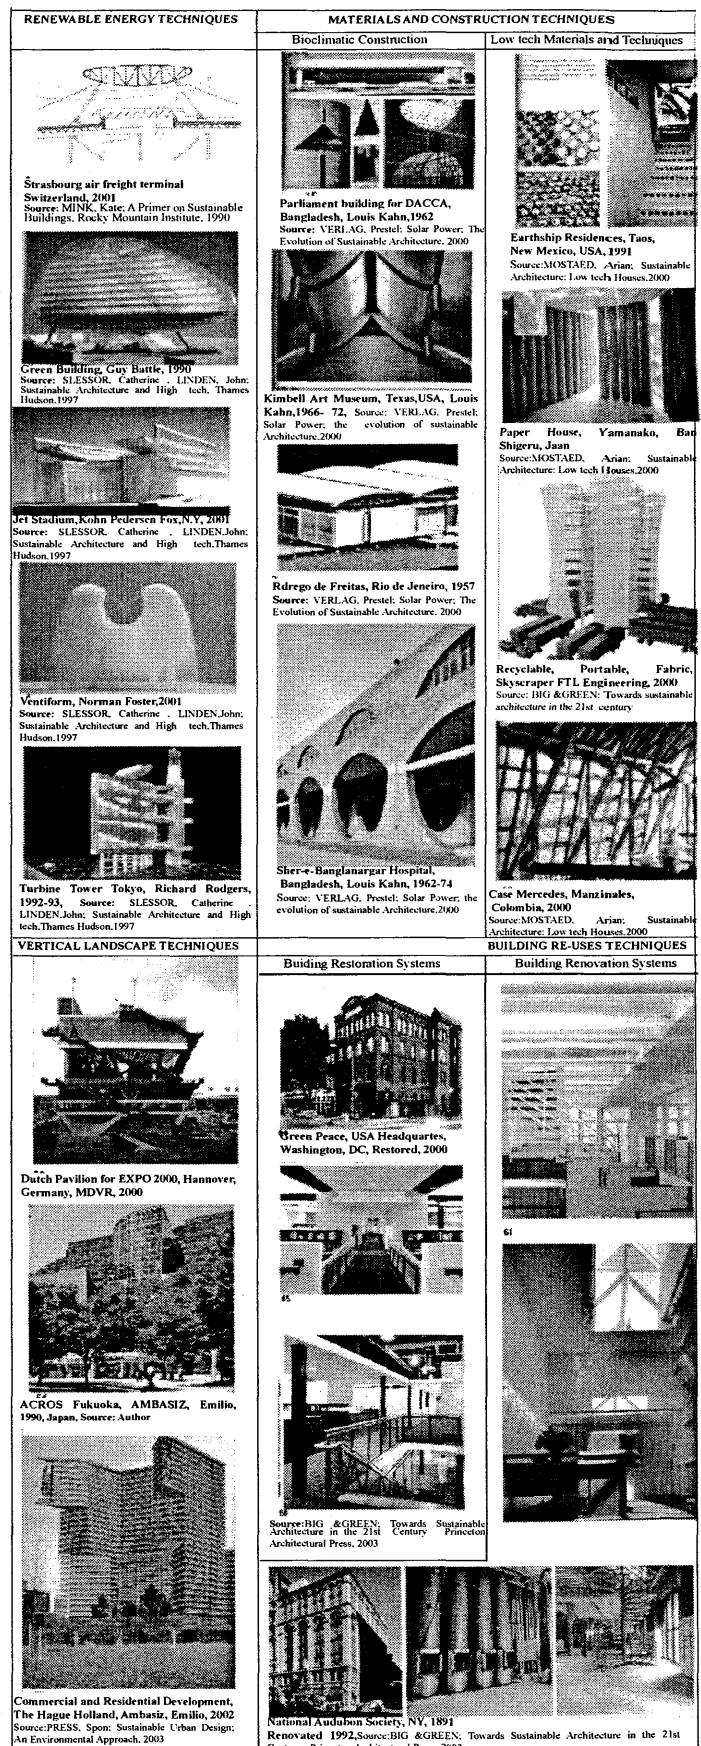 RENEWABLE ENERGY TECHNIQUES
MATERIALS AND CONSTRUCTION TECHNIQUES
Bioclimatic Construction
Low tech Materials and Techniques
Strasbourg air freight terminal
Switzerland, 2001
Source: MINK, Kate: A Primer on Sustainable
Buildings, Rocky Mountain Institute, 1990
Green Building, Guy Battle, 1990
Source: SLESSOR, Catherine . LINDEN, John;
Sustainable Architecture and High tech, Thames
Hudson.1997
Jet Stadium,Kohn Pedersen Fox,N.Y, 2001
Source: SLESSOR, Catherine , LINDEN,John;
Sustainable Architecture and High tech,Thames
Hudson.1997
Ventiform, Norman Foster,2001
Source: SLESSOR, Catherine , LINDEN,John;
Sustainable Architecture and High tech,Thames
Hudson.1997
Turbine Tower Tokyo, Richard Rodgers,
1992-93, Source: SLESSOR, Catherine .
LINDEN,John; Sustainable Architecture and High
tech,Thames Hudson.1997
Parliament building for DACCA,
Bangladesh, Louis Kahn,1962
Source: VERLAG, Prestel; Solar Power; The
Evolution of Sustainable Architecture. 2000
Kimbell Art Museum, Texas,USA, Louis
Kahn,1966- 72, Source: VERLAG. Prestel;
Solar Power; the evolution of sustainable
Architecture.2000
Rdrego de Freitas, Rio de Jeneiro, 1957
Source: VERLAG. Prestel; Solar Power; The
Evolution of Sustainable Architecture. 2000
Sher-e-Banglanargar Hospital,
Bangladesh, Louis Kahn, 1962-74
Source: VERLAG, Prestel; Solar Power; the
evolution of sustainable Architecture,2000
Earthship Residences, Taos,
New Mexico, USA, 1991
Source:MOSTAED, Arian; Sustainable
Architecture: Low tech Houses.2000
Paper House, Yamanako, Ban
Shigeru, Jaan
Source:MOSTAED, Arian; Sustainable
Architecture: Low tech Houses.2000
Recyclable, Portable, Fabric,
Skyscraper FTL Engineering, 2000
Source: BIG &GREEN: Towards sustainable
architecture in the 21st century
Case Mercedes, Manzinales,
Colombia, 2000
Source:MOSTAED, Arian; Sustainable
Architecture: Low tech Houses.2000
VERTICAL LANDSCAPE TECHNIQUES
BUILDING RE-USES TECHNIQUES
Buiding Restoration Systems
Building Renovation Systems
Dutch Pavilion for EXPO 2000, Hannover,
Germany, MDVR, 2000
ACROS Fukuoka, AMBASIZ, Emilio,
1990, Japan, Source: Author
Commercial and Residential Development,
The Hague Holland, Ambasiz, Emilio, 2002
Source:PRESS, Spon; Sustainable Urban Design;
An Environmental Approach. 2003
Green Peace, USA Headquartes,
Washington, DC, Restored, 2000
Source:BIG &GREEN; Towards Sustainable
Architecture in the 21st Century Princeton
Architectural Press. 2003
61
National Audubon Society, NY, 1891
Renovated 1992,Source:BIG &GREEN; Towards Sustainable Architecture in the 21st